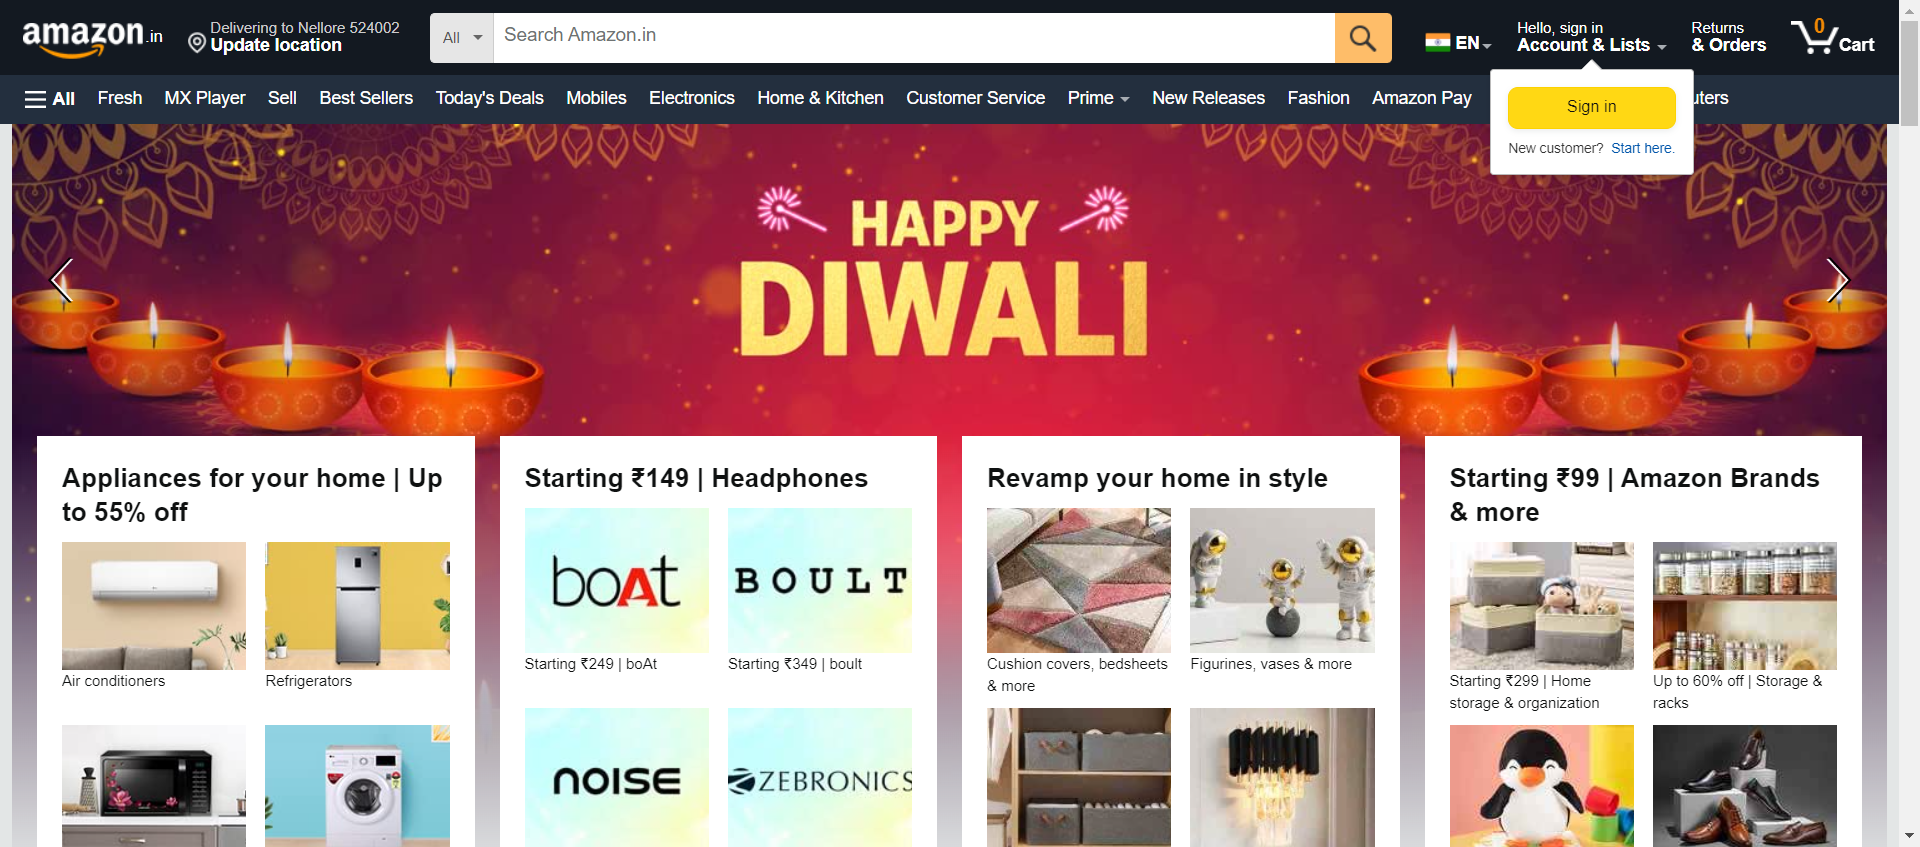 amazon.in
Delivering to Nellore 524002
Update location
All
Search Amazon.in
EN
Hello, sign in
Account & Lists
Returns
& Orders
0
Cart
All
Fresh
MX Player
Sell
Best Sellers
Today's Deals
Mobiles
Electronics
Home & Kitchen
Customer Service
Prime
New Releases
Fashion
Amazon Pay
uters
Sign in
New customer? Start here.
HAPPY
DIWALI
Appliances for your home | Up
to 55% off
Air conditioners
Refrigerators
Starting ₹149 | Headphones
boAt
BOULT
Starting ₹249 | boAt
Starting ₹349 | boult
noise
ZEBRONICS
Revamp your home in style
Cushion covers, bedsheets
& more
Figurines, vases & more
Starting ₹99 | Amazon Brands
& more
Starting ₹299 | Home
storage & organization
Up to 60% off | Storage &
racks